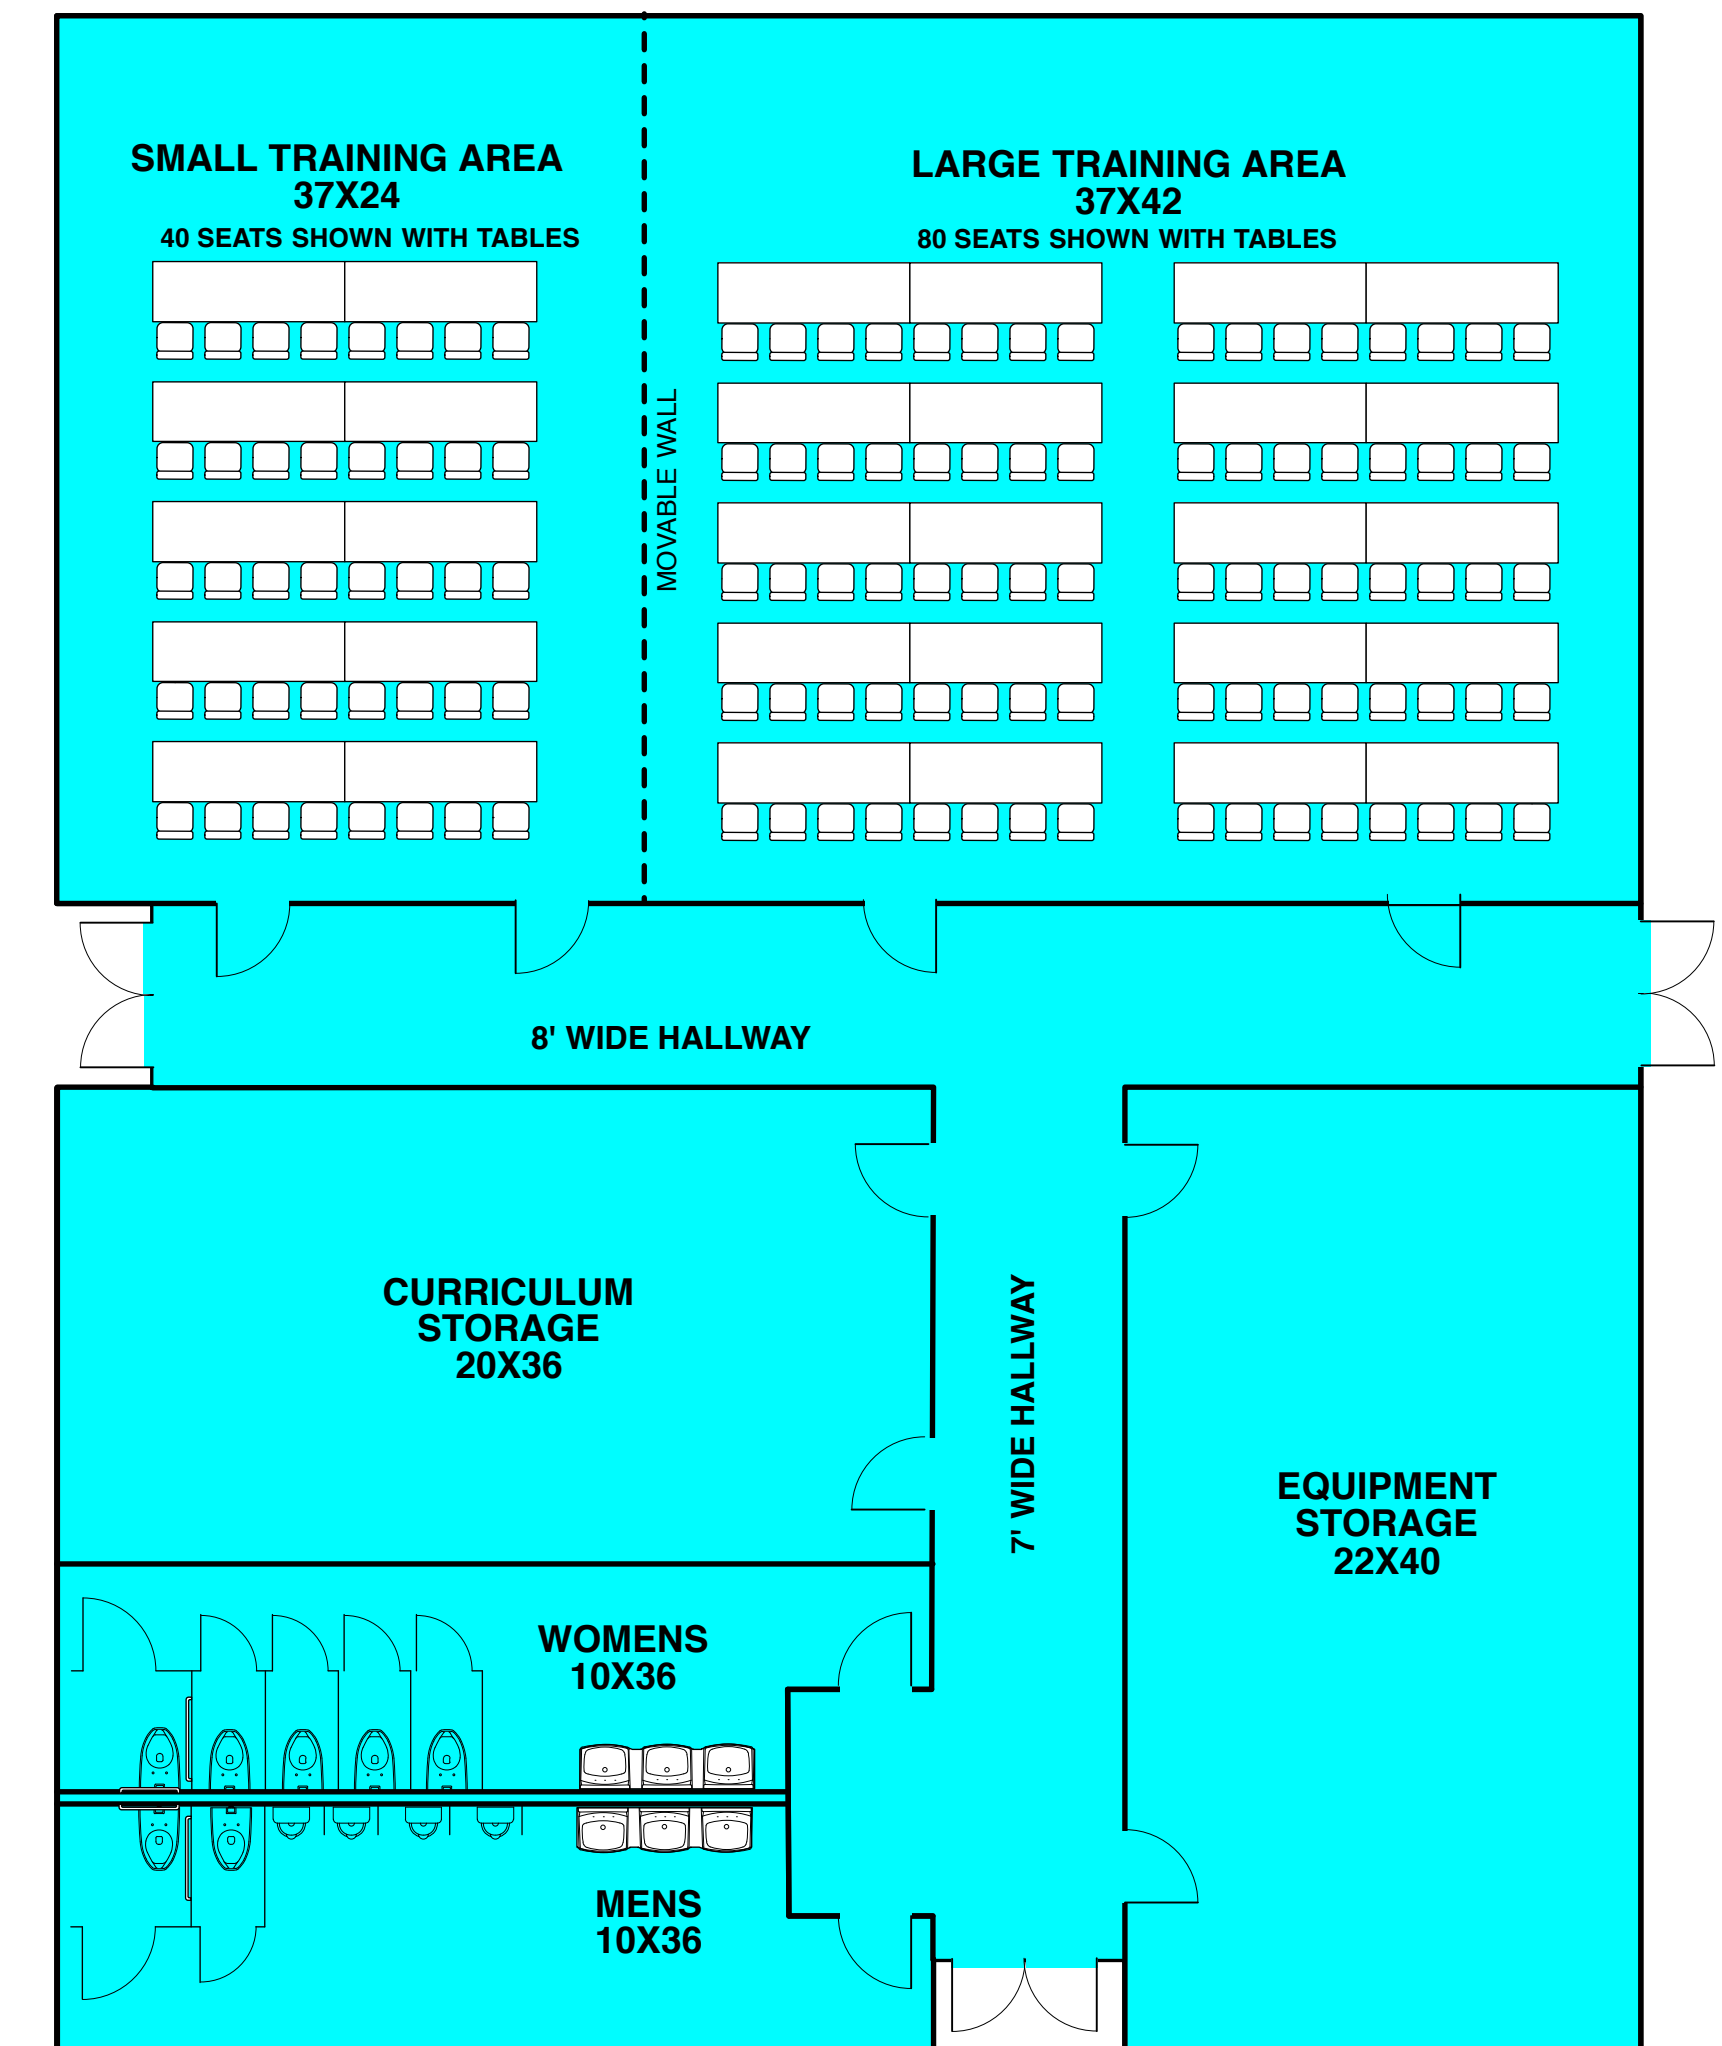 SMALL TRAINING AREA
37X24
40 SEATS SHOWN WITH TABLES
LARGE TRAINING AREA
37X42
80 SEATS SHOWN WITH TABLES
MOVABLE WALL
8' WIDE HALLWAY
CURRICULUM
STORAGE
20X36
7' WIDE HALLWAY
EQUIPMENT
STORAGE
22X40
WOMENS
10X36
MENS
10X36